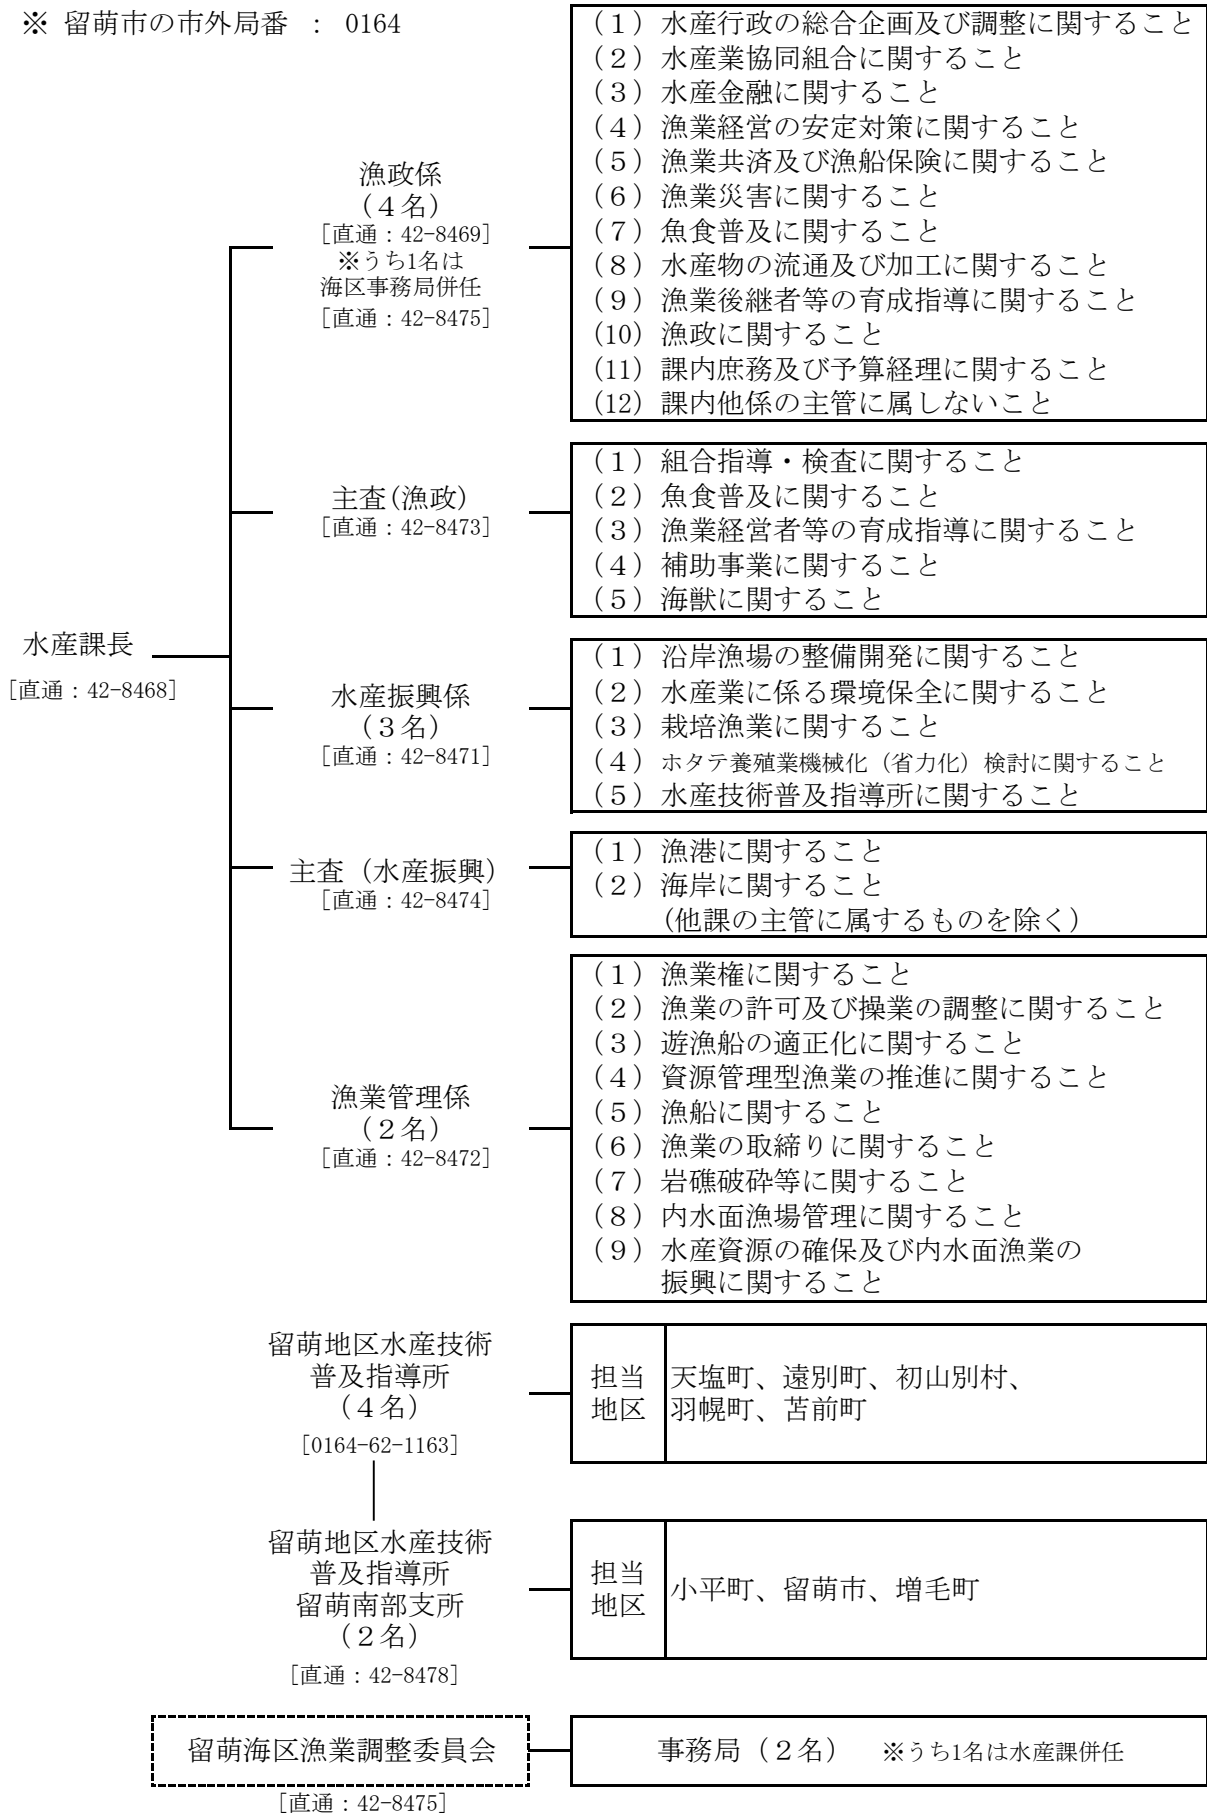 ※ 留萌市の市外局番 : 0164
水産課長
[直通:42-8468]
漁政係
(４名)
[直通:42-8469]
※うち1名は
海区事務局併任
[直通:42-8475]
(１) 水産行政の総合企画及び調整に関すること
(２) 水産業協同組合に関すること
(３) 水産金融に関すること
(４) 漁業経営の安定対策に関すること
(５) 漁業共済及び漁船保険に関すること
(６) 漁業災害に関すること
(７) 魚食普及に関すること
(８) 水産物の流通及び加工に関すること
(９) 漁業後継者等の育成指導に関すること
(10) 漁政に関すること
(11) 課内庶務及び予算経理に関すること
(12) 課内他係の主管に属しないこと
主査(漁政)
[直通:42-8473]
(１) 組合指導・検査に関すること
(２) 魚食普及に関すること
(３) 漁業経営者等の育成指導に関すること
(４) 補助事業に関すること
(５) 海獣に関すること
水産振興係
(３名)
[直通:42-8471]
(１) 沿岸漁場の整備開発に関すること
(２) 水産業に係る環境保全に関すること
(３) 栽培漁業に関すること
(４) ホタテ養殖業機械化（省力化）検討に関すること
(５) 水産技術普及指導所に関すること
主査（水産振興）
[直通:42-8474]
(１) 漁港に関すること
(２) 海岸に関すること
(他課の主管に属するものを除く)
漁業管理係
(２名)
[直通:42-8472]
(１) 漁業権に関すること
(２) 漁業の許可及び操業の調整に関すること
(３) 遊漁船の適正化に関すること
(４) 資源管理型漁業の推進に関すること
(５) 漁船に関すること
(６) 漁業の取締りに関すること
(７) 岩礁破砕等に関すること
(８) 内水面漁場管理に関すること
(９) 水産資源の確保及び内水面漁業の
振興に関すること
留萌地区水産技術
普及指導所
(４名)
[0164-62-1163]
担当
地区
天塩町、遠別町、初山別村、
羽幌町、苫前町
留萌地区水産技術
普及指導所
留萌南部支所
(２名)
[直通:42-8478]
担当
地区
小平町、留萌市、増毛町
留萌海区漁業調整委員会
[直通:42-8475]
事務局（２名） ※うち1名は水産課併任